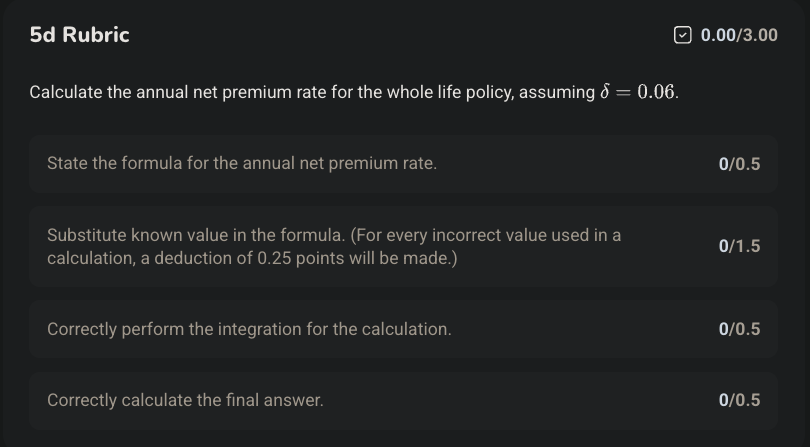 5d Rubric
0.00/3.00
Calculate the annual net premium rate for the whole life policy, assuming δ = 0.06.
State the formula for the annual net premium rate.
0/0.5
Substitute known value in the formula. (For every incorrect value used in a
calculation, a deduction of 0.25 points will be made.)
0/1.5
Correctly perform the integration for the calculation.
0/0.5
Correctly calculate the final answer.
0/0.5